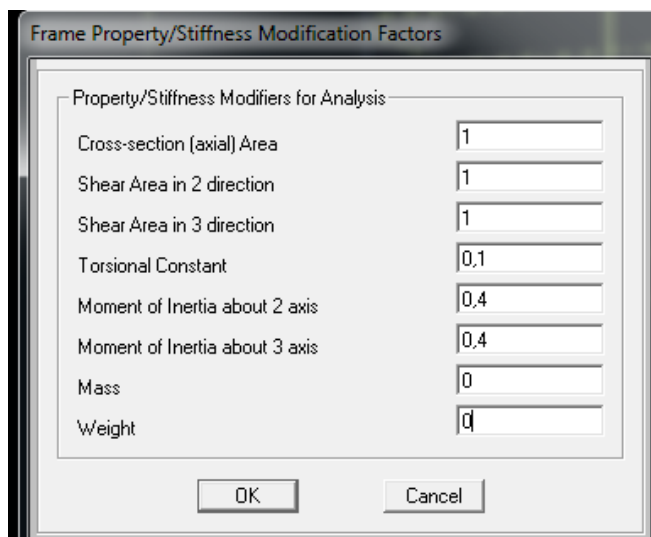 Frame Property/Stiffness Modification Factors
Property/Stiffness Modifiers for Analysis
Cross-section (axial) Area 1
Shear Area in 2 direction 1
Shear Area in 3 direction 1
Torsional Constant 0,1
Moment of Inertia about 2 axis 0,4
Moment of Inertia about 3 axis 0,4
Mass 0
Weight 0
OK Cancel